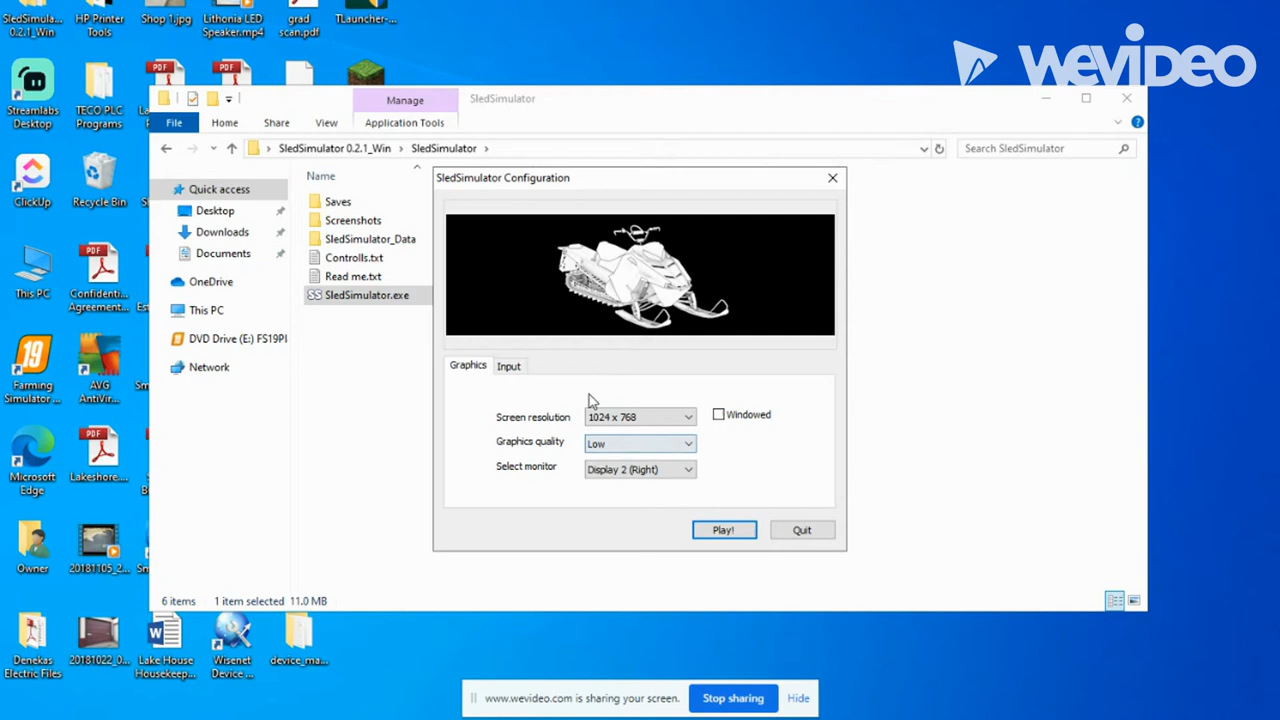 SledSimula...
0.2.1_Win
HP Printer
Tools
Shop 1.jpg
Lithonia LED
Speaker.mp4
grad
scan.pdf
TLauncher-...
WEVIDEO
Streamlabs
Desktop
TECO PLC
Programs
Manage
SledSimulator
File
Home
Share
View
Application Tools
SledSimulator 0.2.1_Win
SledSimulator
Search SledSimulator
ClickUp
Recycle Bin
Quick access
Desktop
Downloads
Documents
OneDrive
This PC
DVD Drive (E:) FS19PI
Network
Name
Saves
Screenshots
SledSimulator_Data
Controlls.txt
Read me.txt
SS SledSimulator.exe
SledSimulator Configuration
Graphics
Input
Screen resolution
1024 x 768
Windowed
Graphics quality
Low
Select monitor
Display 2 (Right)
Play!
Quit
This PC
PDF
Confidenti...
Agreement...
19
Farming
Simulator ...
AVG
AntiVir...
Microsoft
Edge
PDF
Lakeshore....
Owner
20181105_2...
6 items
1 item selected
11.0 MB
Denekas
Electric Files
20181022_0...
Lake House
Housekeep...
Wisenet
Device ...
device_ma...
www.wevideo.com is sharing your screen.
Stop sharing
Hide